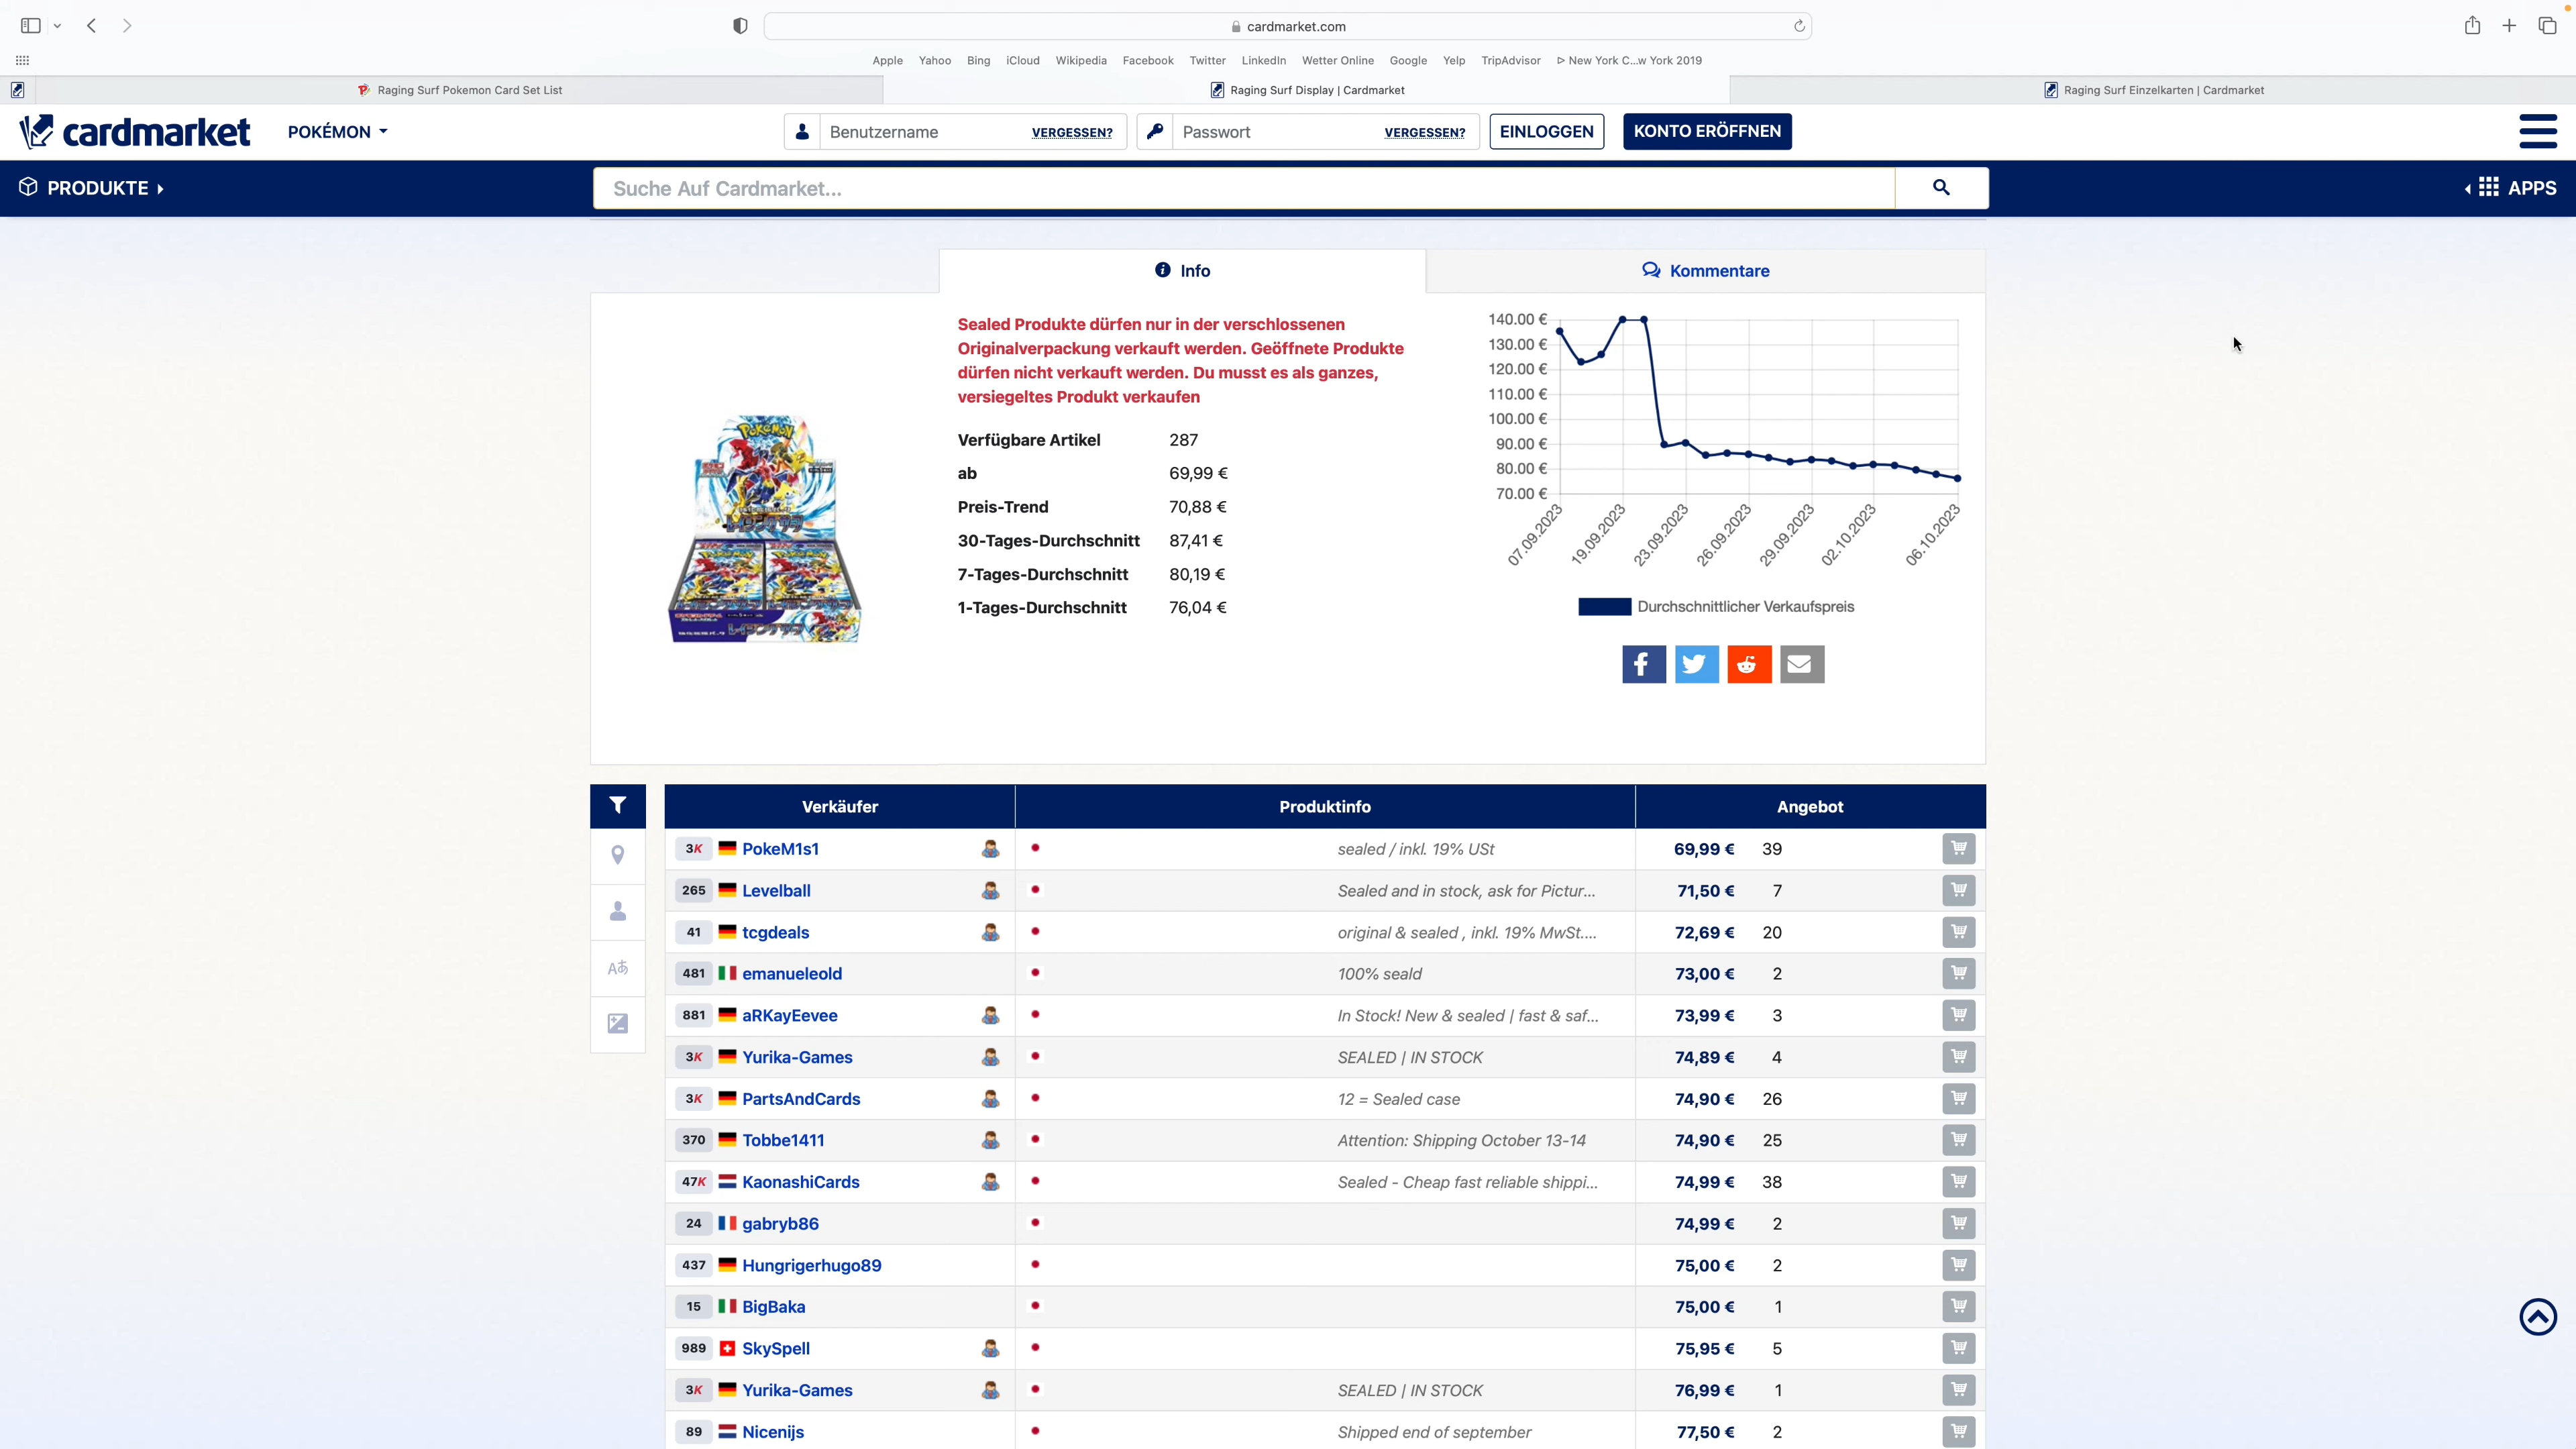 cardmarket.com
Apple Yahoo Bing iCloud Wikipedia Facebook Twitter LinkedIn Wetter Online Google Yelp TripAdvisor New York C...w York 2019
Raging Surf Pokemon Card Set List
Raging Surf Display | Cardmarket
Raging Surf Einzelkarten | Cardmarket
cardmarket
POKÉMON
Benutzername VERGESSEN?
Passwort VERGESSEN?
EINLOGGEN
KONTO ERÖFFNEN
PRODUKTE
Suche Auf Cardmarket...
APPS
Info
Kommentare
Sealed Produkte dürfen nur in der verschlossenen
Originalverpackung verkauft werden. Geöffnete Produkte
dürfen nicht verkauft werden. Du musst es als ganzes,
versiegeltes Produkt verkaufen
Verfügbare Artikel 287
ab 69,99 €
Preis-Trend 70,88 €
30-Tages-Durchschnitt 87,41 €
7-Tages-Durchschnitt 80,19 €
1-Tages-Durchschnitt 76,04 €
POKéMON
レイジングサーフ
140.00 €
130.00 €
120.00 €
110.00 €
100.00 €
90.00 €
80.00 €
70.00 €
07.09.2023
19.09.2023
23.09.2023
26.09.2023
29.09.2023
02.10.2023
06.10.2023
Durchschnittlicher Verkaufspreis
Verkäufer Produktinfo Angebot
3K PokeM1s1 sealed / inkl. 19% USt 69,99 € 39
265 Levelball Sealed and in stock, ask for Pictur... 71,50 € 7
41 tcgdeals original & sealed , inkl. 19% MwSt.... 72,69 € 20
481 emanueleold 100% seald 73,00 € 2
881 aRKayEevee In Stock! New & sealed | fast & saf... 73,99 € 3
3K Yurika-Games SEALED | IN STOCK 74,89 € 4
3K PartsAndCards 12 = Sealed case 74,90 € 26
370 Tobbe1411 Attention: Shipping October 13-14 74,90 € 25
47K KaonashiCards Sealed - Cheap fast reliable shippi... 74,99 € 38
24 gabryb86 74,99 € 2
437 Hungrigerhugo89 75,00 € 2
15 BigBaka 75,00 € 1
989 SkySpell 75,95 € 5
3K Yurika-Games SEALED | IN STOCK 76,99 € 1
89 Nicenijs Shipped end of september 77,50 € 2
Aあ